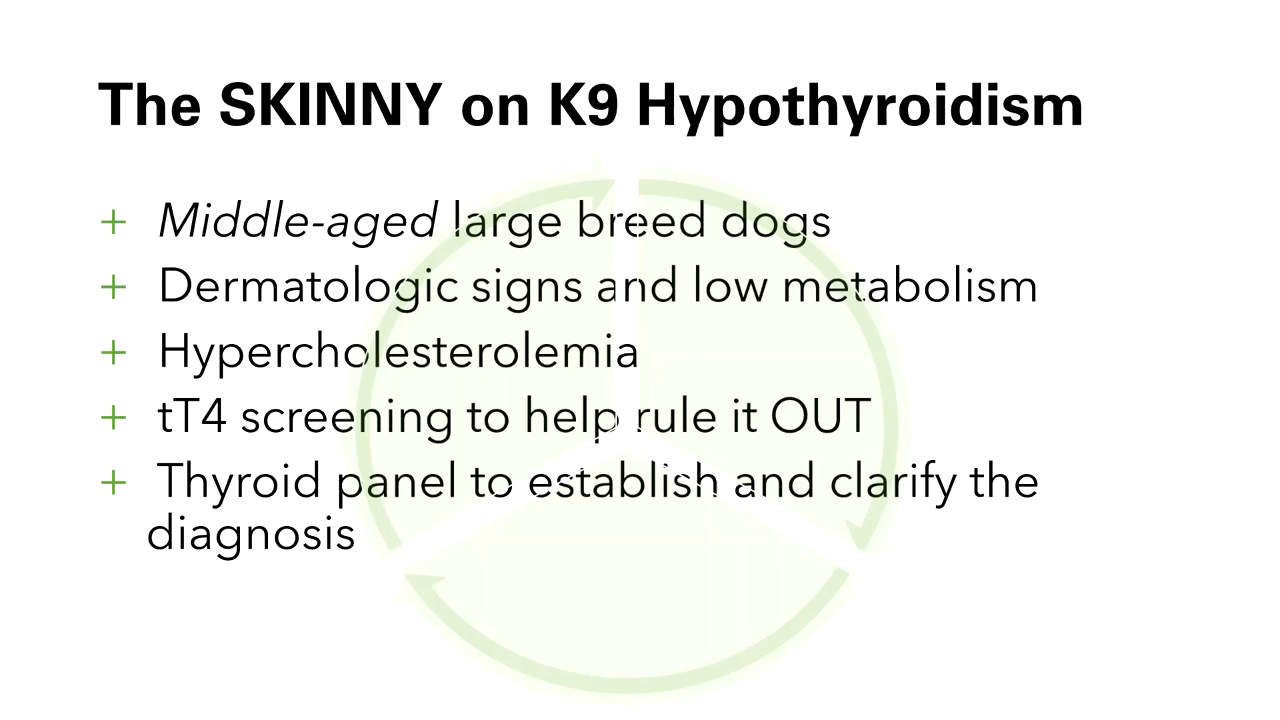 The SKINNY on K9 Hypothyroidism
+ Middle-aged large breed dogs
+ Dermatologic signs and low metabolism
+ Hypercholesterolemia
+ tT4 screening to help rule it OUT
+ Thyroid panel to establish and clarify the
diagnosis